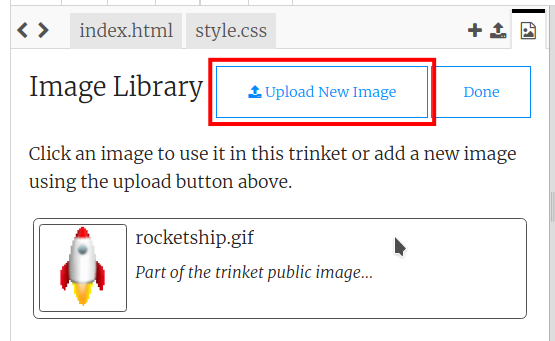 index.html style.css
Image Library Upload New Image Done
Click an image to use it in this trinket or add a new image
using the upload button above.
rocketship.gif
Part of the trinket public image...